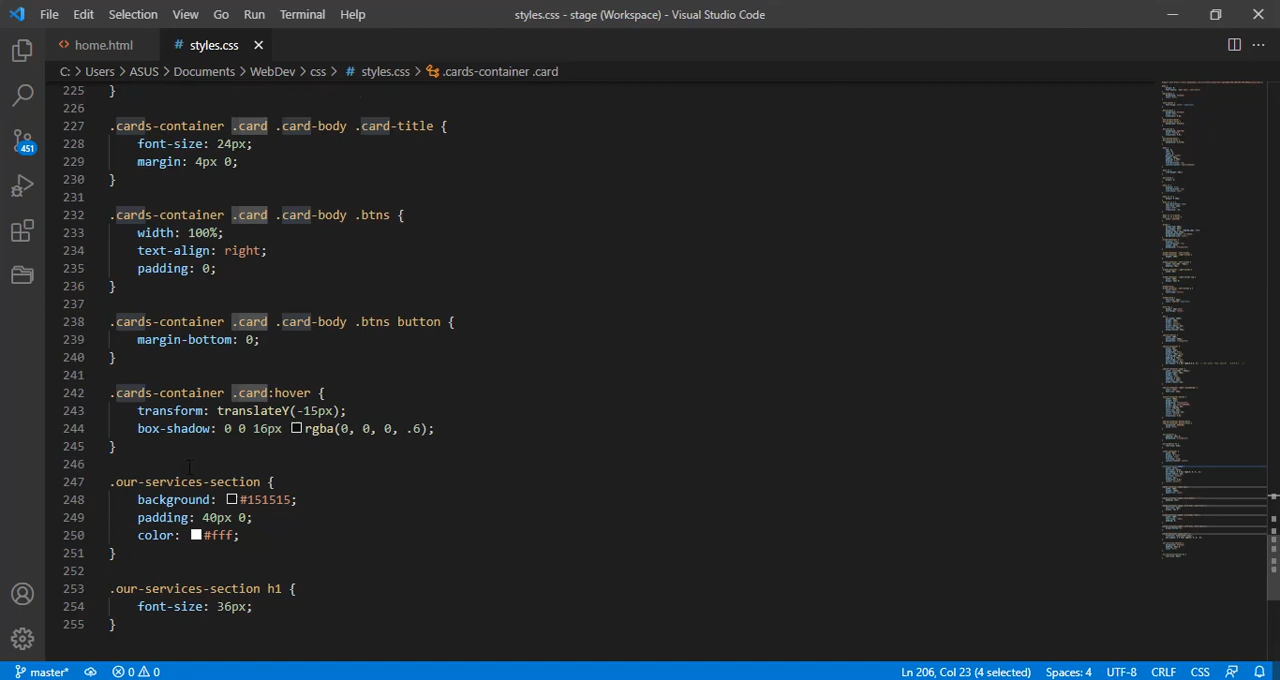 File Edit Selection View Go Run Terminal Help styles.css - stage (Workspace) - Visual Studio Code
home.html # styles.css
C: > Users > ASUS > Documents > WebDev > css > # styles.css > .cards-container .card
225 }
226
227 .cards-container .card .card-body .card-title {
228 font-size: 24px;
229 margin: 4px 0;
230 }
231
232 .cards-container .card .card-body .btns {
233 width: 100%;
234 text-align: right;
235 padding: 0;
236 }
237
238 .cards-container .card .card-body .btns button {
239 margin-bottom: 0;
240 }
241
242 .cards-container .card:hover {
243 transform: translateY(-15px);
244 box-shadow: 0 0 16px rgba(0, 0, 0, .6);
245 }
246
247 .our-services-section {
248 background: #151515;
249 padding: 40px 0;
250 color: #fff;
251 }
252
253 .our-services-section h1 {
254 font-size: 36px;
255 }
451
master* 0 0 Ln 206, Col 23 (4 selected) Spaces: 4 UTF-8 CRLF CSS